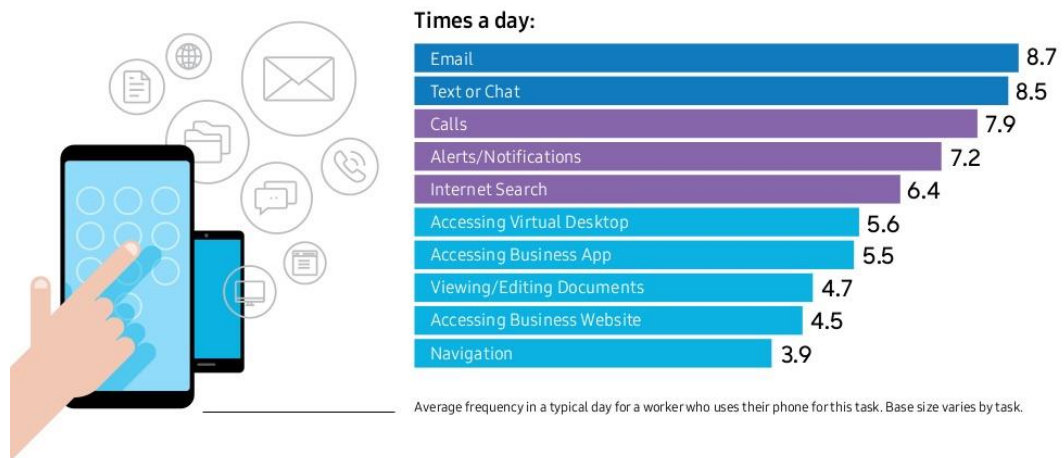 Times a day:
Email 8.7
Text or Chat 8.5
Calls 7.9
Alerts/Notifications 7.2
Internet Search 6.4
Accessing Virtual Desktop 5.6
Accessing Business App 5.5
Viewing/Editing Documents 4.7
Accessing Business Website 4.5
Navigation 3.9
Average frequency in a typical day for a worker who uses their phone for this task. Base size varies by task.